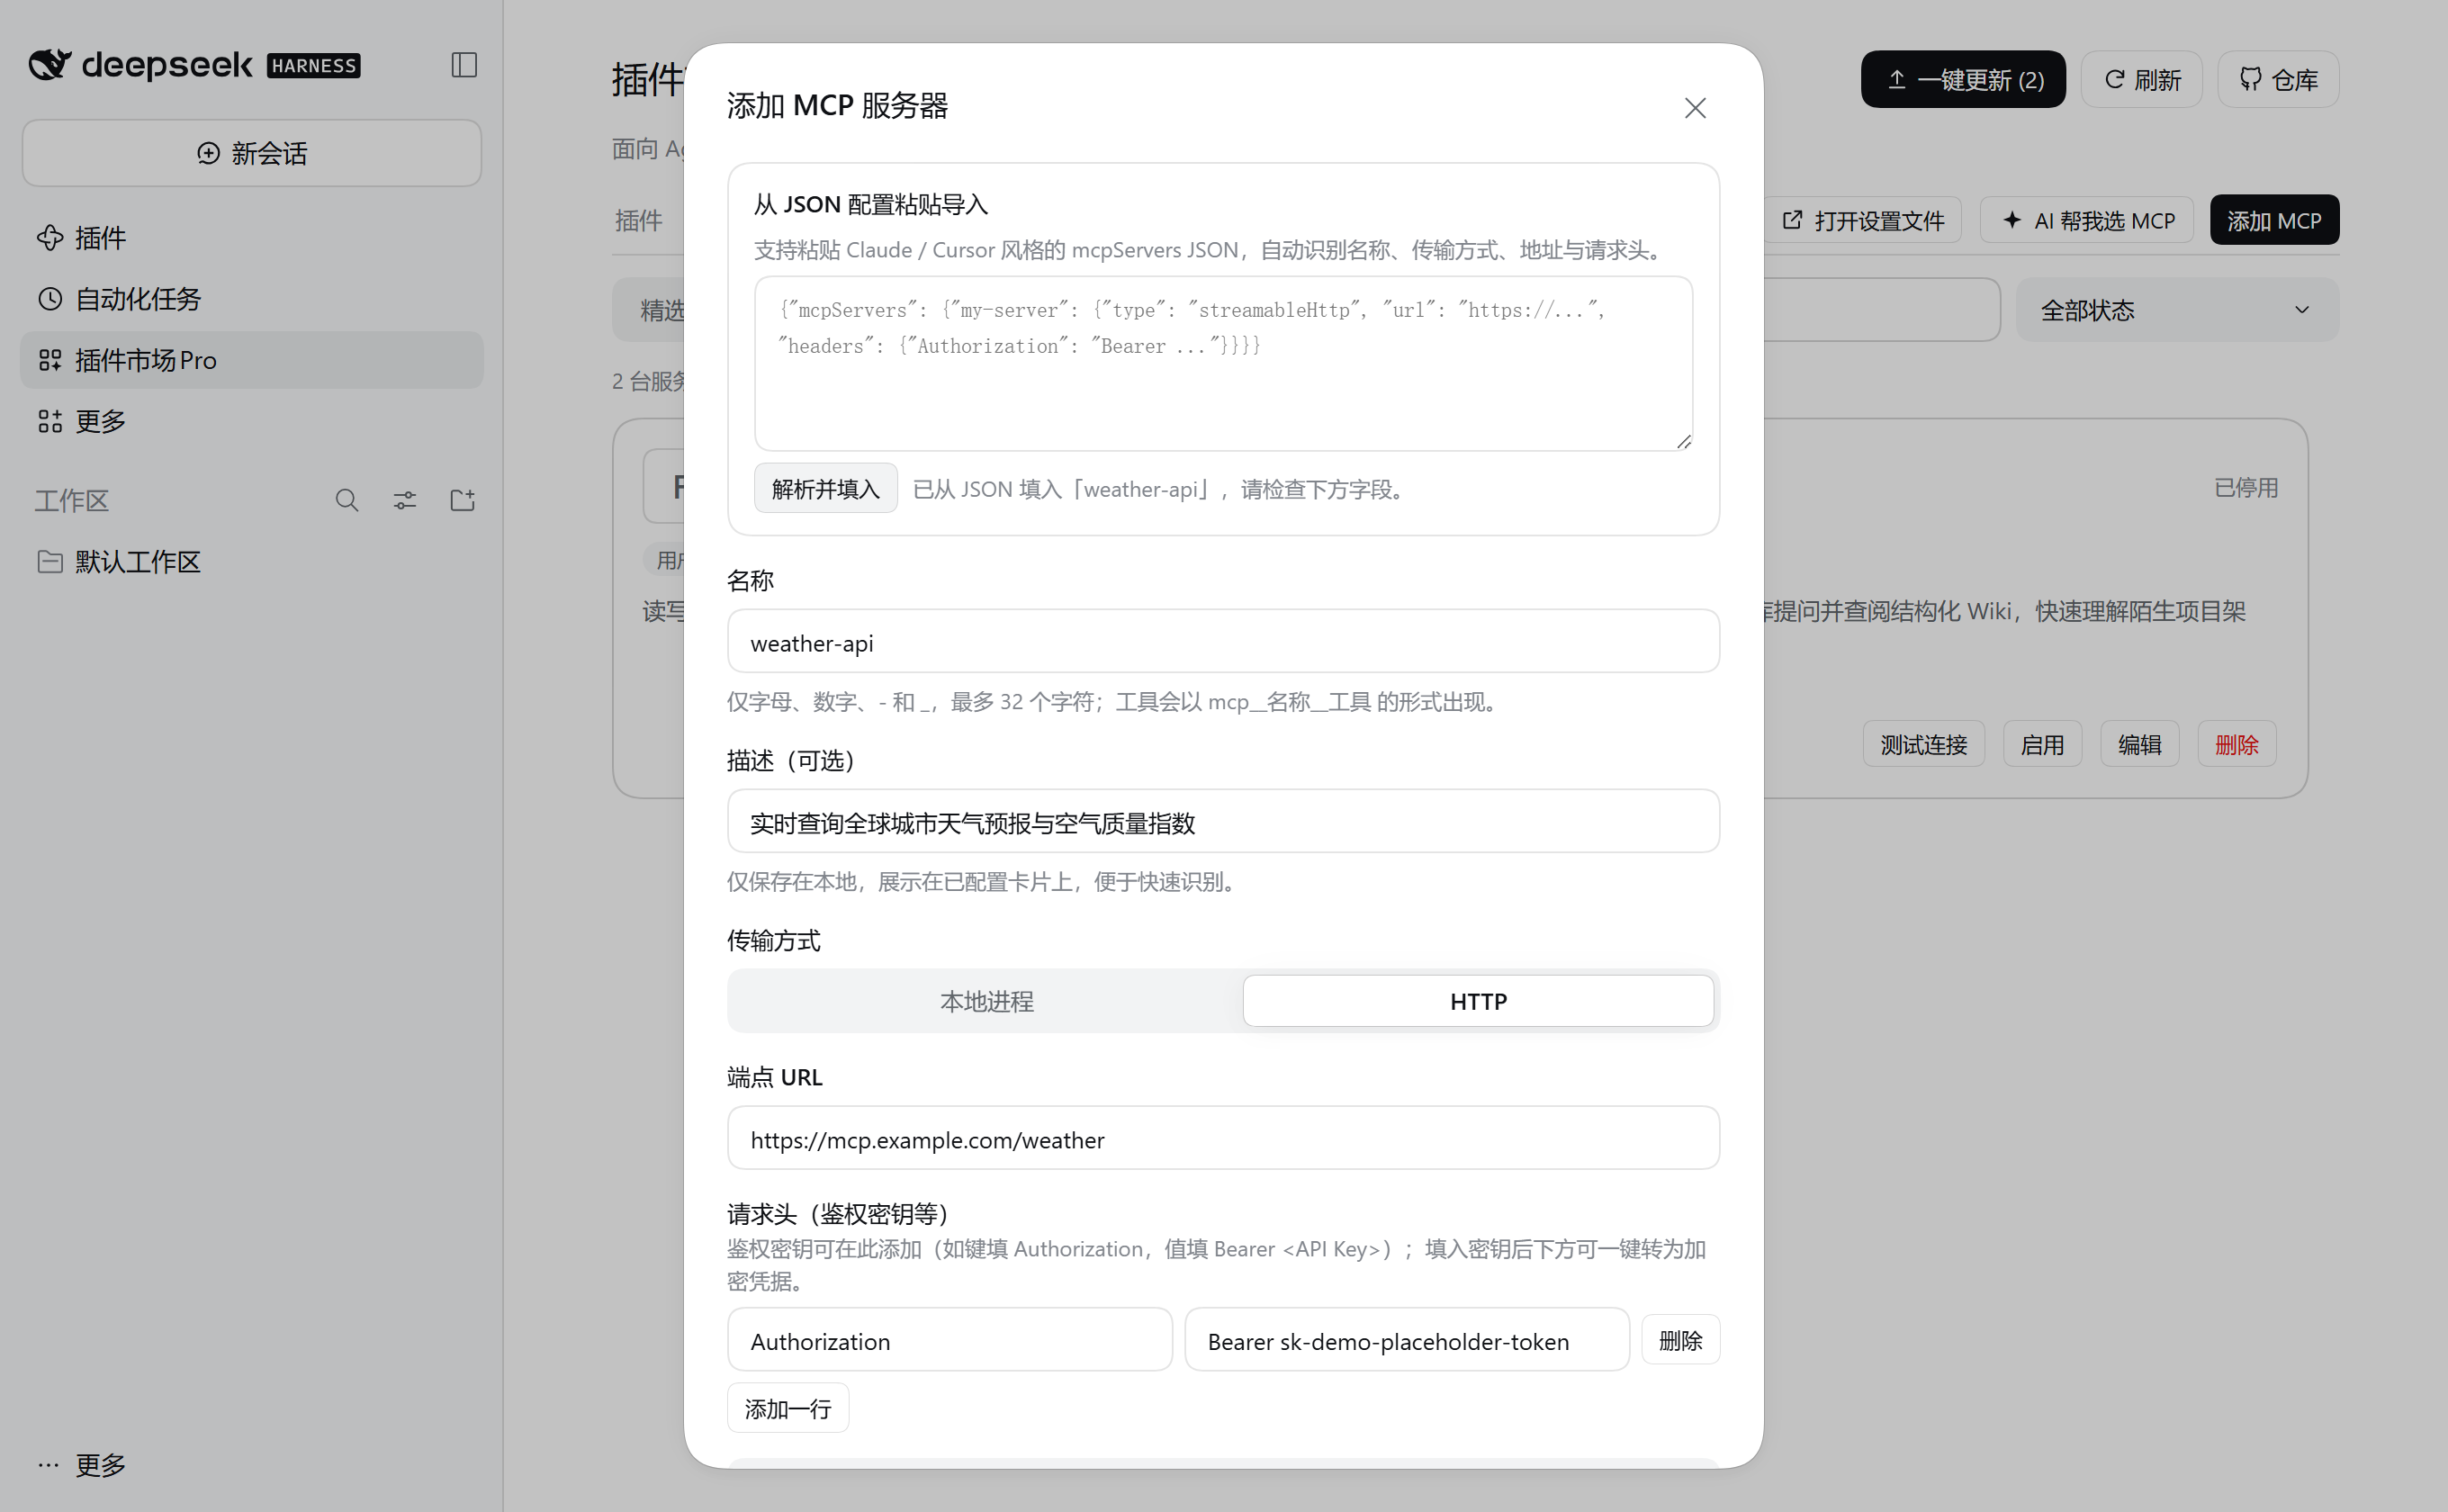 deepseek HARNESS
新会话
插件
自动化任务
插件市场Pro
更多
工作区
默认工作区
更多
插件
一键更新 (2)
刷新
仓库
面向
插件
打开设置文件
AI 帮我选 MCP
添加 MCP
精选
全部状态
2 台服务
已停用
读写
提问并查阅结构化 Wiki，快速理解陌生项目架
测试连接
启用
编辑
删除
添加 MCP 服务器
从 JSON 配置粘贴导入
支持粘贴 Claude / Cursor 风格的 mcpServers JSON，自动识别名称、传输方式、地址与请求头。
{"mcpServers": {"my-server": {"type": "streamableHttp", "url": "https://...",
"headers": {"Authorization": "Bearer ..."}}}}
解析并填入
已从 JSON 填入「weather-api」，请检查下方字段。
名称
weather-api
仅字母、数字、- 和 _，最多 32 个字符；工具会以 mcp__名称__工具 的形式出现。
描述（可选）
实时查询全球城市天气预报与空气质量指数
仅保存在本地，展示在已配置卡片上，便于快速识别。
传输方式
本地进程
HTTP
端点 URL
https://mcp.example.com/weather
请求头（鉴权密钥等）
鉴权密钥可在此添加（如键填 Authorization，值填 Bearer <API Key>）；填入密钥后下方可一键转为加
密凭据。
Authorization
Bearer sk-demo-placeholder-token
删除
添加一行